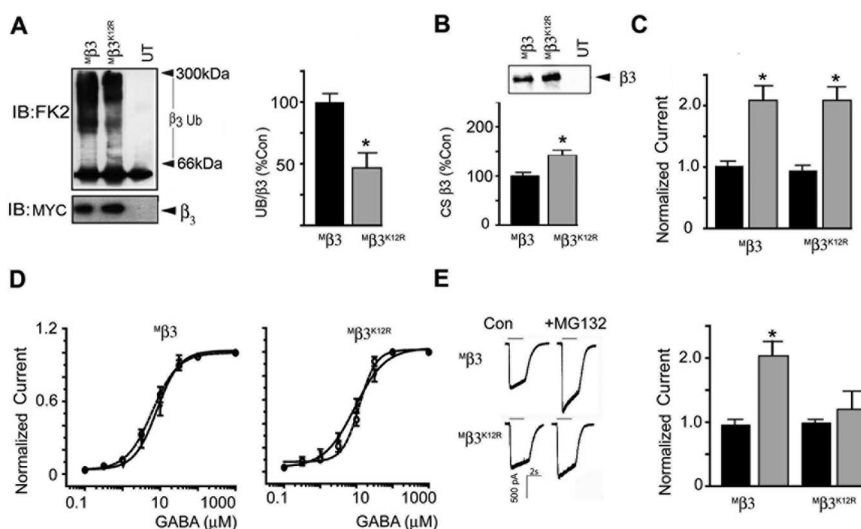 A
ᴹβ3
ᴹβ3ᴷ¹²ᴿ
UT
300kDa
IB:FK2
β₃ Ub
66kDa
IB:MYC
β₃
UB/β3 (%Con)
100
50
*
ᴹβ3
ᴹβ3ᴷ¹²ᴿ
B
ᴹβ3
ᴹβ3ᴷ¹²ᴿ
UT
β3
CS β3 (%Con)
200
150
100
50
0
*
ᴹβ3
ᴹβ3ᴷ¹²ᴿ
C
Normalized Current
2.0
1.0
0
* *
ᴹβ3
ᴹβ3ᴷ¹²ᴿ
D
Normalized Current
1.2
0.6
0
ᴹβ3
0.1 10 1000
GABA (μM)
ᴹβ3ᴷ¹²ᴿ
0.1 10 1000
GABA (μM)
E
Con +MG132
ᴹβ3
ᴹβ3ᴷ¹²ᴿ
500 pA
2s
Normalized Current
2.0
1.0
0
*
ᴹβ3
ᴹβ3ᴷ¹²ᴿ